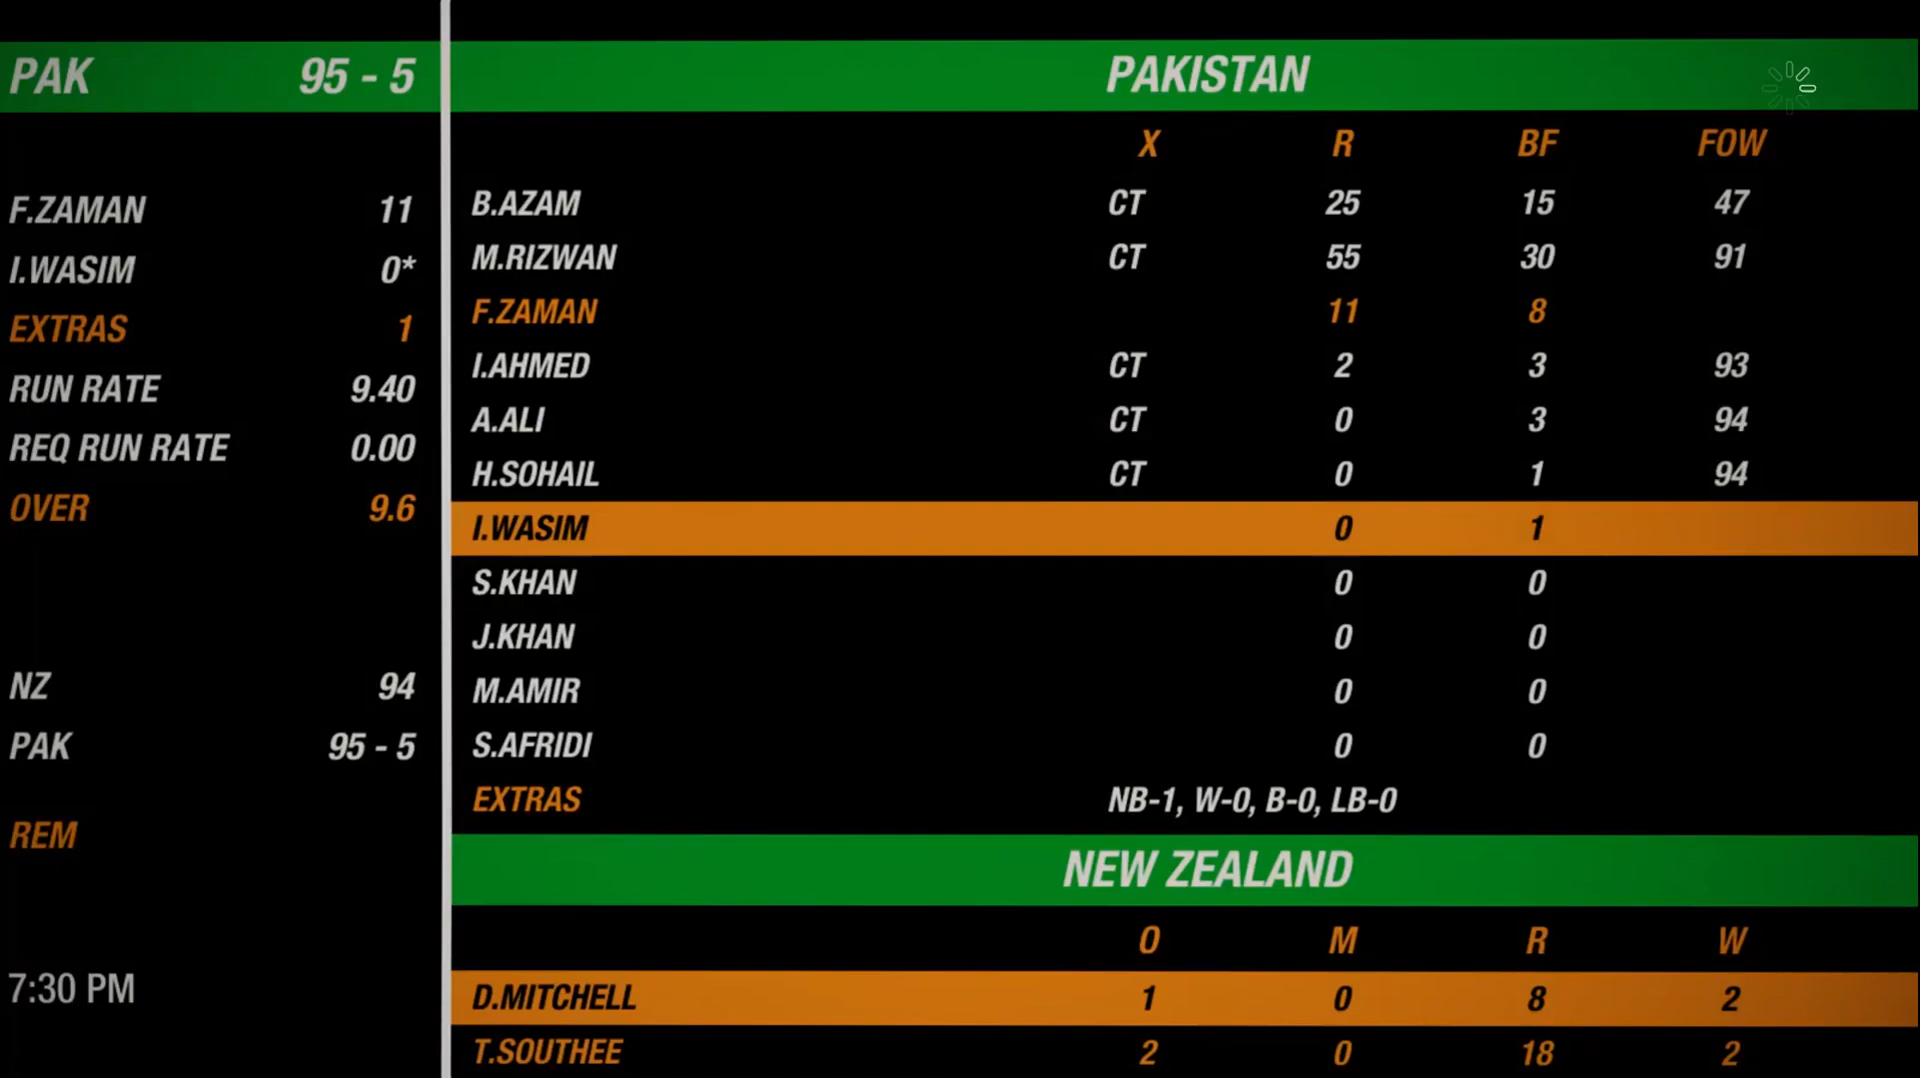 PAK 95 - 5
F.ZAMAN 11
I.WASIM 0*
EXTRAS 1
RUN RATE 9.40
REQ RUN RATE 0.00
OVER 9.6
NZ 94
PAK 95 - 5
REM
7:30 PM
PAKISTAN
X R BF FOW
B.AZAM CT 25 15 47
M.RIZWAN CT 55 30 91
F.ZAMAN 11 8
I.AHMED CT 2 3 93
A.ALI CT 0 3 94
H.SOHAIL CT 0 1 94
I.WASIM 0 1
S.KHAN 0 0
J.KHAN 0 0
M.AMIR 0 0
S.AFRIDI 0 0
EXTRAS NB-1, W-0, B-0, LB-0
NEW ZEALAND
O M R W
D.MITCHELL 1 0 8 2
T.SOUTHEE 2 0 18 2